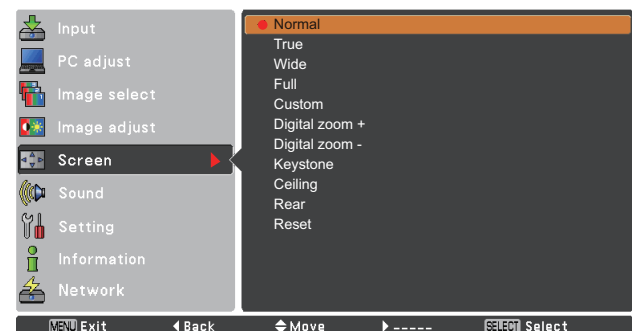 Input
PC adjust
Image select
Image adjust
Screen
Sound
Setting
Information
Network
Normal
True
Wide
Full
Custom
Digital zoom +
Digital zoom -
Keystone
Ceiling
Rear
Reset
MENU Exit ◀ Back ◆ Move ▶ ----- SELECT Select